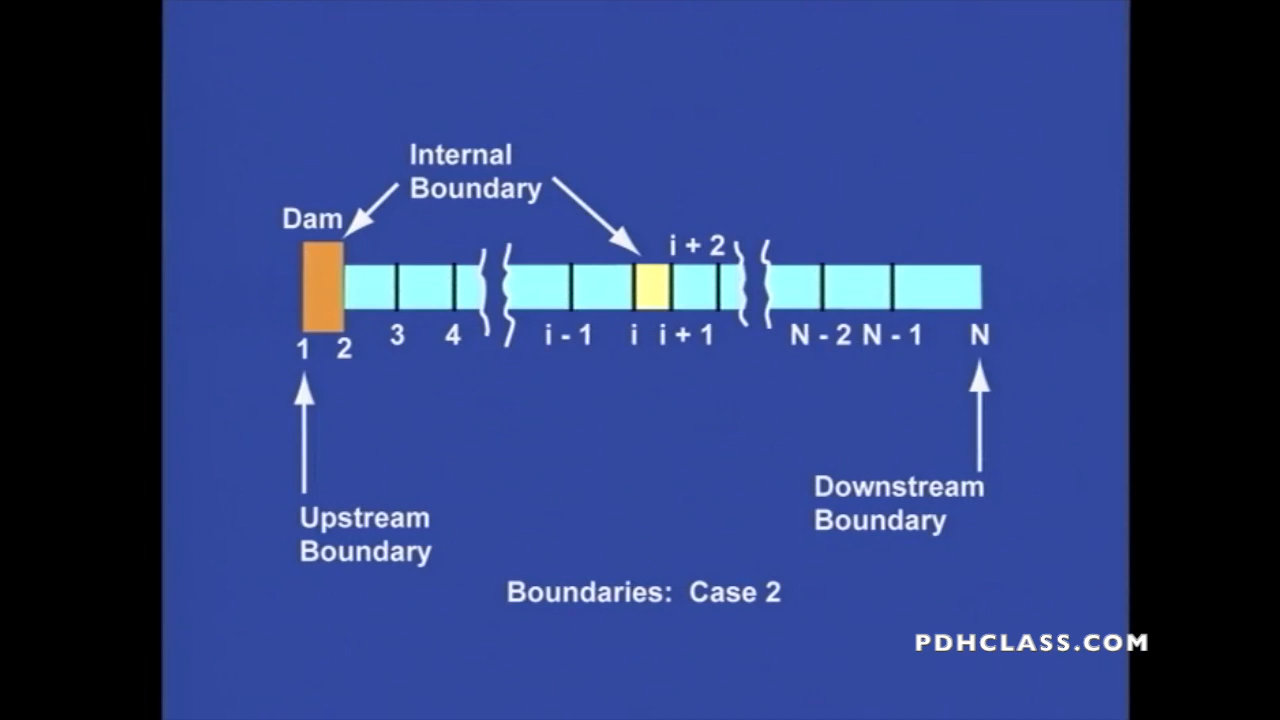 Internal
Boundary
Dam
i + 2
1 2 3 4 i - 1 i i + 1 N - 2 N - 1 N
Upstream
Boundary
Downstream
Boundary
Boundaries: Case 2
PDHCLASS.COM